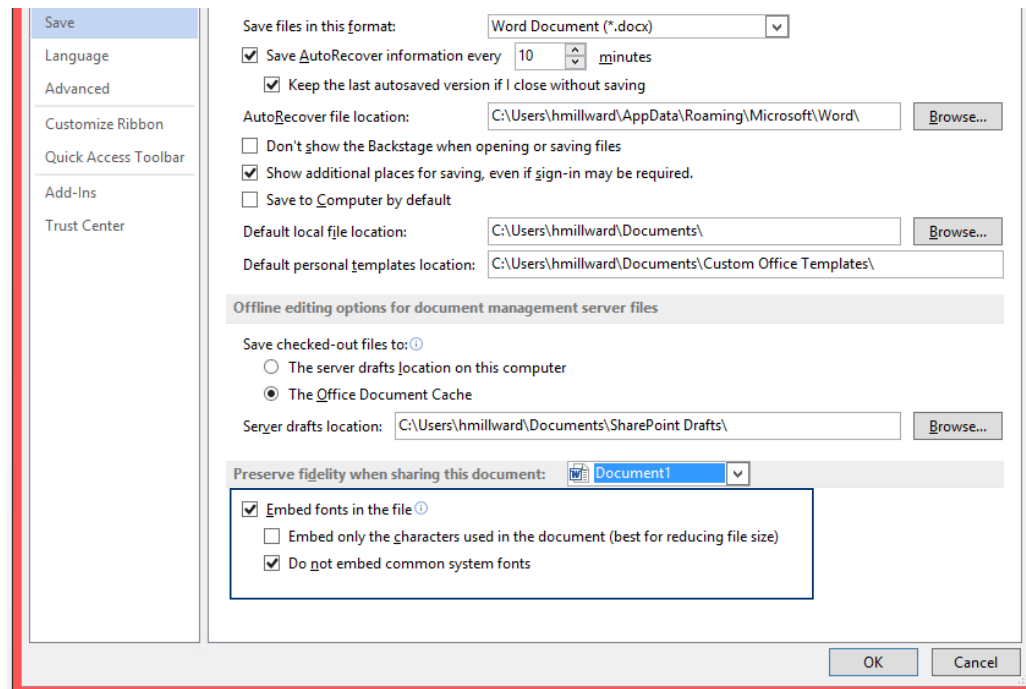 Save
Language
Advanced
Customize Ribbon
Quick Access Toolbar
Add-Ins
Trust Center
Save files in this format: Word Document (*.docx)
Save AutoRecover information every 10 minutes
Keep the last autosaved version if I close without saving
AutoRecover file location: C:\Users\hmillward\AppData\Roaming\Microsoft\Word\ Browse...
Don't show the Backstage when opening or saving files
Show additional places for saving, even if sign-in may be required.
Save to Computer by default
Default local file location: C:\Users\hmillward\Documents\ Browse...
Default personal templates location: C:\Users\hmillward\Documents\Custom Office Templates\
Offline editing options for document management server files
Save checked-out files to:
The server drafts location on this computer
The Office Document Cache
Server drafts location: C:\Users\hmillward\Documents\SharePoint Drafts\ Browse...
Preserve fidelity when sharing this document: Document1
Embed fonts in the file
Embed only the characters used in the document (best for reducing file size)
Do not embed common system fonts
OK Cancel